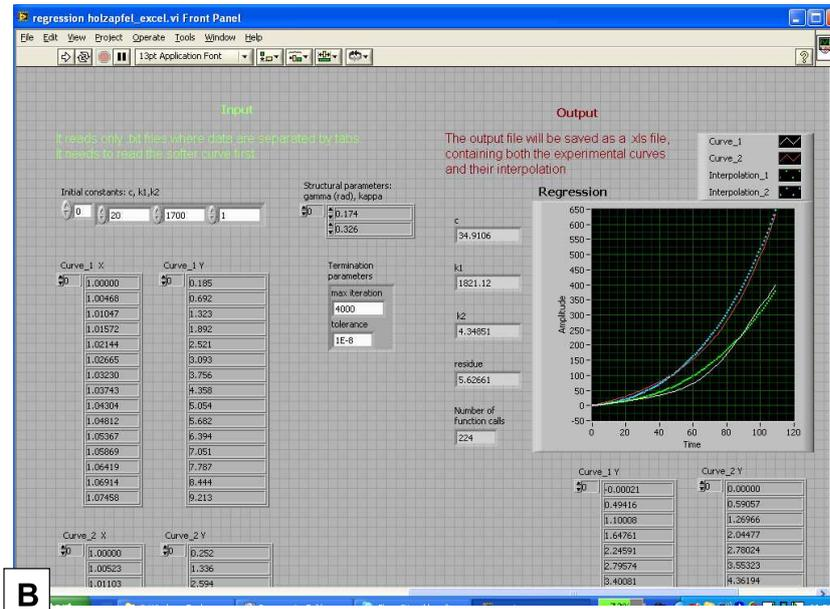 regression holzapfel_excel.vi Front Panel
File Edit View Project Operate Tools Window Help
13pt Application Font
Input
It reads only .txt files where data are separated by tabs.
It needs to read the softer curve first
Initial constants: c, k1,k2
0 20 1700 1
Structural parameters:
gamma (rad), kappa
0 0.174
0.326
Curve_1 X
0 1.00000
1.00468
1.01047
1.01572
1.02144
1.02665
1.03230
1.03743
1.04304
1.04812
1.05367
1.05869
1.06419
1.06914
1.07458
Curve_1 Y
0 0.185
0.692
1.323
1.892
2.521
3.093
3.756
4.358
5.054
5.682
6.394
7.051
7.787
8.444
9.213
Termination
parameters
max iteration
4000
tolerance
1E-8
Curve_2 X
0 1.00000
1.00523
1.01103
Curve_2 Y
0 0.252
1.336
2.594
Output
The output file will be saved as a .xls file,
containing both the experimental curves
and their interpolation
Curve_1
Curve_2
Interpolation_1
Interpolation_2
c
34.9106
k1
1821.12
k2
4.34851
residue
5.62661
Number of
function calls
224
Regression
650
600
550
500
450
400
350
300
250
200
150
100
50
0
-50
Amplitude
0 20 40 60 80 100 120
Time
Curve_1 Y
0 -0.00021
0.49416
1.10008
1.64761
2.24591
2.79574
3.40081
Curve_2 Y
0 0.00000
0.59057
1.26966
2.04477
2.78024
3.55323
4.36194
B